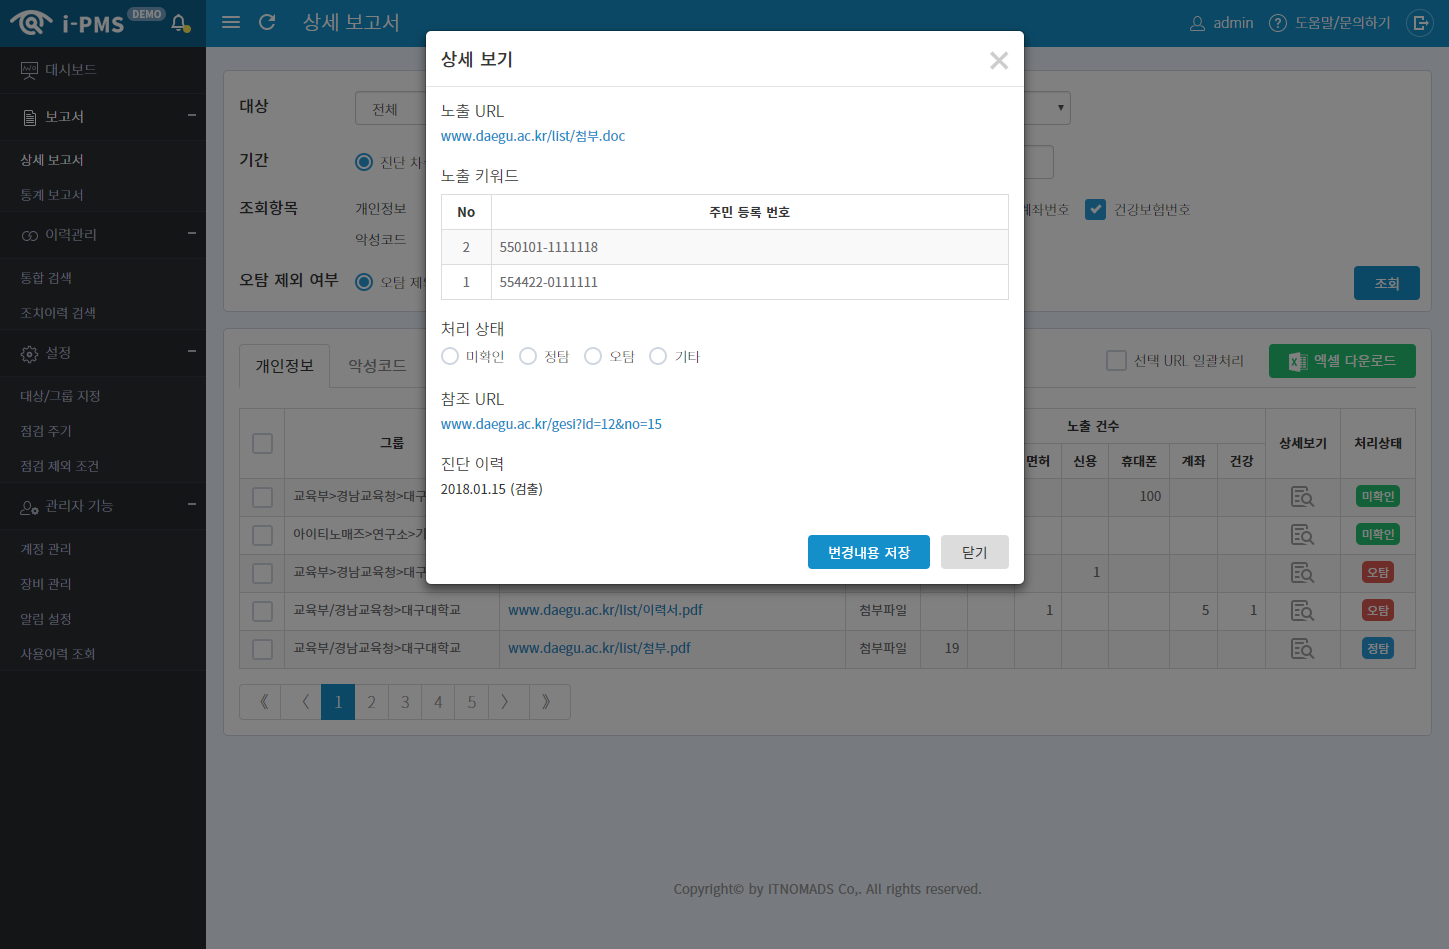 i-PMS DEMO
상세 보고서
admin
도움말/문의하기
대시보드
보고서
상세 보고서
통계 보고서
이력관리
통합 검색
조치이력 검색
설정
대상/그룹 지정
점검 주기
점검 제외 조건
관리자 기능
계정 관리
장비 관리
알림 설정
사용이력 조회
대상
전체
기간
진단
조회항목
개인정보
계좌번호
건강보험번호
악성코드
오탐 제외 여부
오탐
조회
상세 보기
노출 URL
www.daegu.ac.kr/list/첨부.doc
노출 키워드
No 주민 등록 번호
2 550101-1111118
1 554422-0111111
처리 상태
미확인 정탐 오탐 기타
참조 URL
www.daegu.ac.kr/gesi?id=12&no=15
진단 이력
2018.01.15 (검출)
변경내용 저장
닫기
개인정보
악성코드
선택 URL 일괄처리
엑셀 다운로드
그룹 노출 건수 상세보기 처리상태
면허 신용 휴대폰 계좌 건강
교육부>경남교육청>대구 100 미확인
아이티노매즈>연구소> 미확인
교육부>경남교육청>대구 1 오탐
교육부/경남교육청>대구대학교 www.daegu.ac.kr/list/이력서.pdf 첨부파일 1 5 1 오탐
교육부/경남교육청>대구대학교 www.daegu.ac.kr/list/첨부.pdf 첨부파일 19 정탐
《 〈 1 2 3 4 5 〉 》
Copyright© by ITNOMADS Co,. All rights reserved.